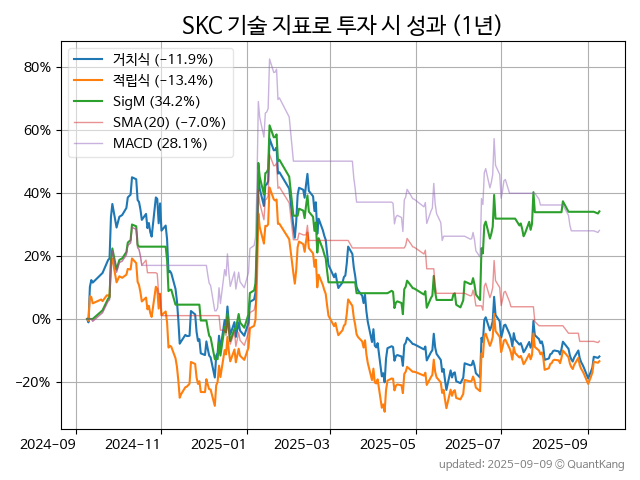 SKC 기술 지표로 투자 시 성과 (1년)
거치식 (−11.9%)
적립식 (−13.4%)
SigM (34.2%)
SMA(20) (−7.0%)
MACD (28.1%)
80%
60%
40%
20%
0%
−20%
2024-09 2024-11 2025-01 2025-03 2025-05 2025-07 2025-09
updated: 2025-09-09 © QuantKang